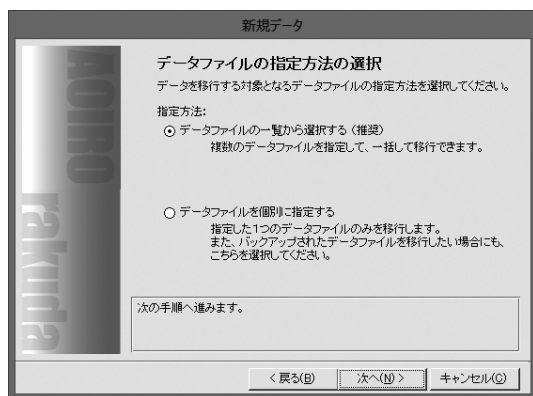 新規データ
AOIRO
rakuda
データファイルの指定方法の選択
データを移行する対象となるデータファイルの指定方法を選択してください。
指定方法:
データファイルの一覧から選択する（推奨）
複数のデータファイルを指定して、一括して移行できます。
データファイルを個別に指定する
指定した1つのデータファイルのみを移行します。
また、バックアップされたデータファイルを移行したい場合にも、
こちらを選択してください。
次の手順へ進みます。
< 戻る(B) 次へ(N) > キャンセル(C)